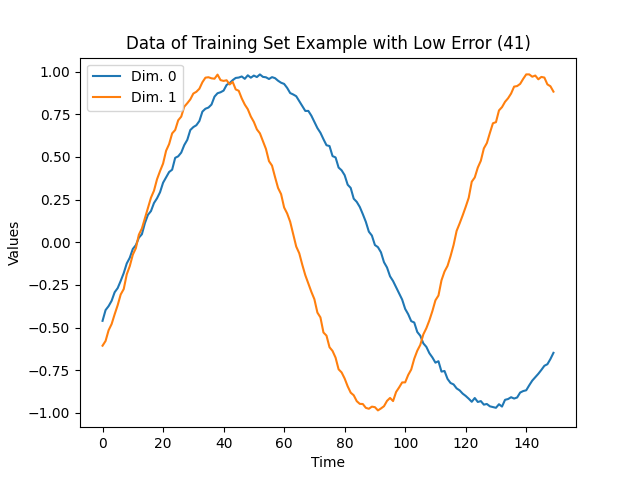 Data of Training Set Example with Low Error (41)
Dim. 0
Dim. 1
1.00
0.75
0.50
0.25
0.00
−0.25
−0.50
−0.75
−1.00
Values
0 20 40 60 80 100 120 140
Time